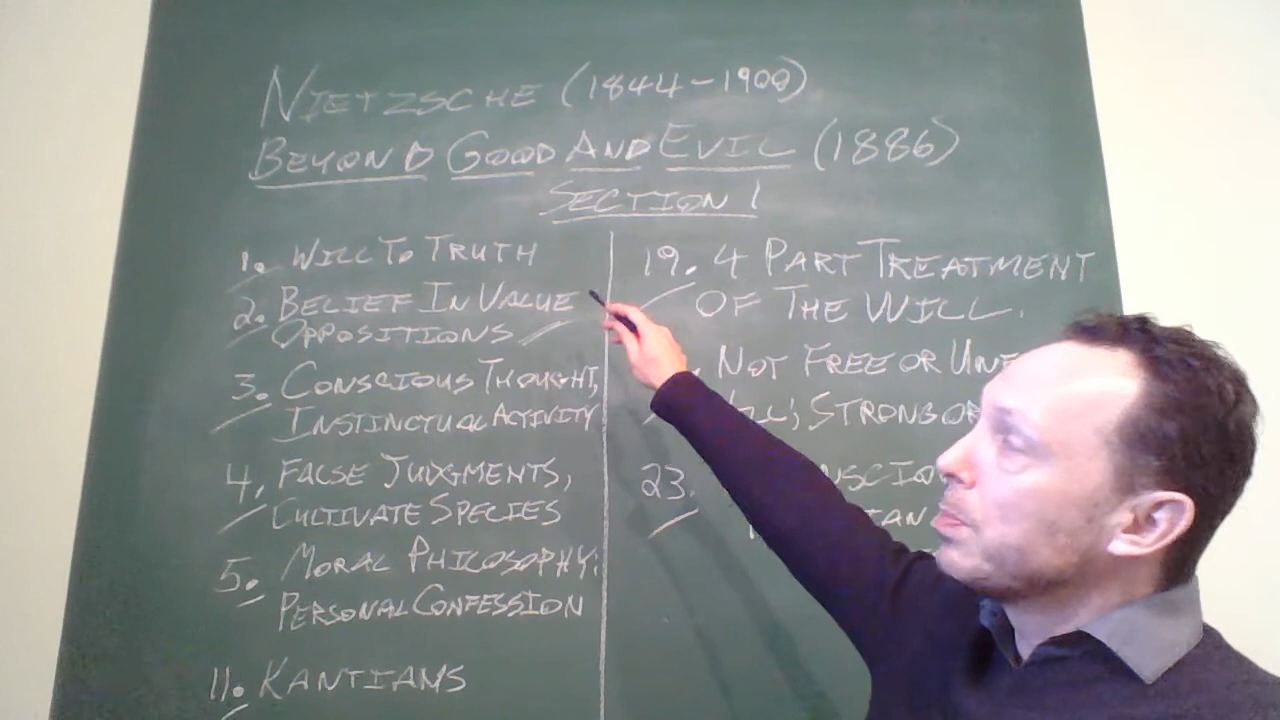 NIETZSCHE (1844-1900)
BEYOND GOOD AND EVIL (1886)
SECTION 1
1. WILL TO TRUTH
2. BELIEF IN VALUE
OPPOSITIONS
3. CONSCIOUS THOUGHT,
INSTINCTUAL ACTIVITY
4. FALSE JUDGMENTS,
CULTIVATE SPECIES
5. MORAL PHILOSOPHY:
PERSONAL CONFESSION
11. KANTIANS
19. 4 PART TREATMENT
OF THE WILL.
NOT FREE OR
STRONG OR
23.